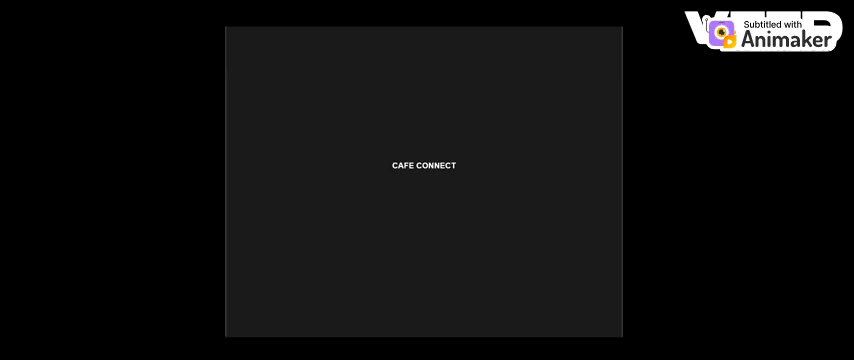 Subtitled with
Animaker
CAFE CONNECT